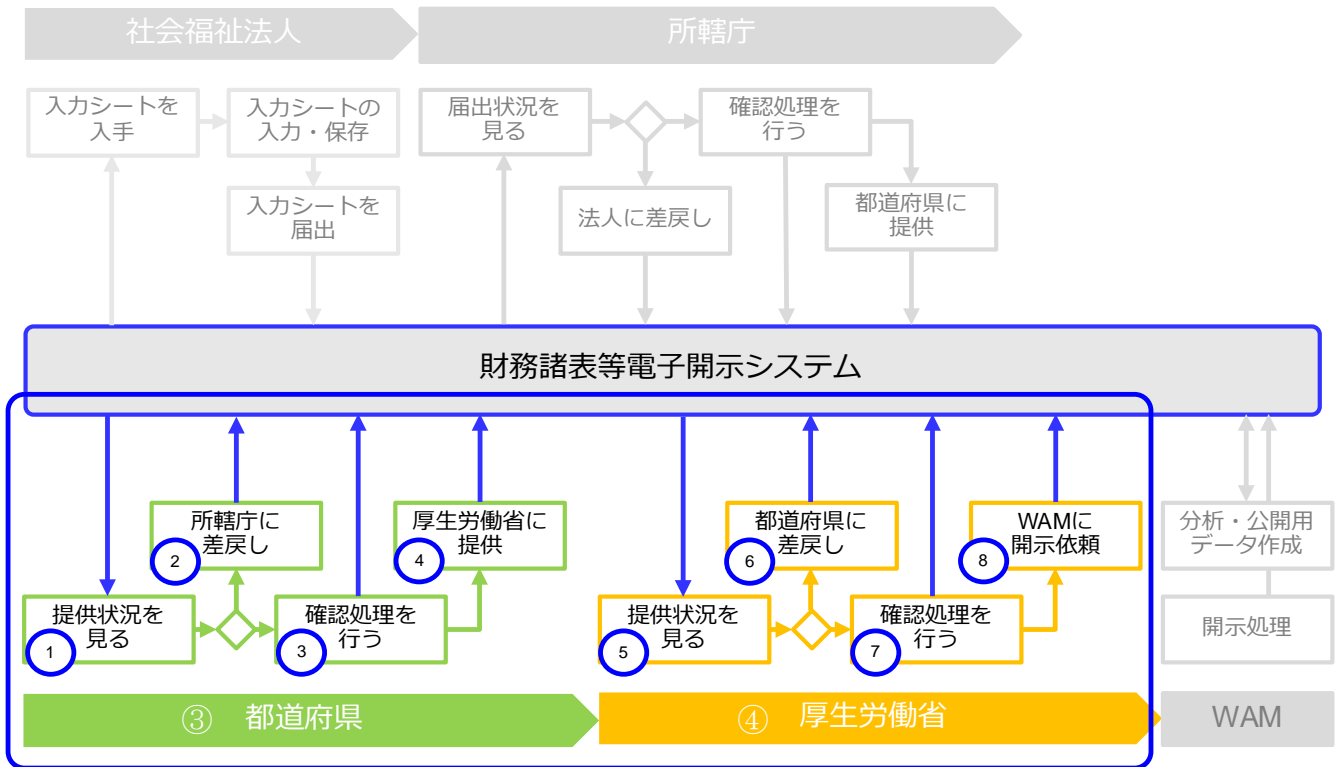 社会福祉法人
所轄庁
入力シートを
入手
入力シートの
入力・保存
入力シートを
届出
届出状況を
見る
法人に差戻し
確認処理を
行う
都道府県に
提供
財務諸表等電子開示システム
提供状況を
見る
1
所轄庁に
差戻し
2
確認処理を
行う
3
厚生労働省に
提供
4
提供状況を
見る
5
都道府県に
差戻し
6
確認処理を
行う
7
WAMに
開示依頼
8
分析・公開用
データ作成
開示処理
③ 都道府県
④ 厚生労働省
WAM